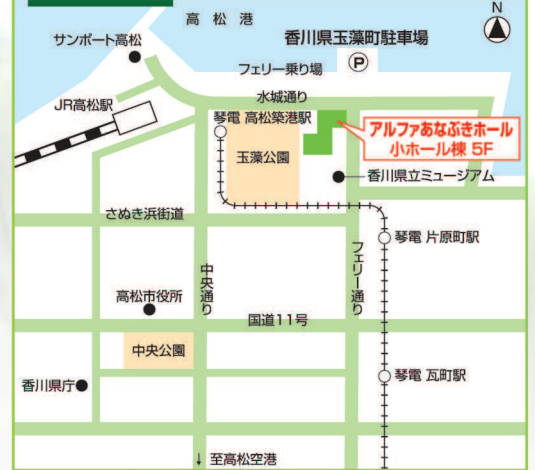 高松港
N
サンポート高松
香川県玉藻町駐車場
P
フェリー乗り場
JR高松駅
水城通り
琴電 高松築港駅
アルファあなぶきホール
小ホール棟 5F
玉藻公園
香川県立ミュージアム
さぬき浜街道
琴電 片原町駅
中央通り
フェリー通り
高松市役所
国道11号
中央公園
琴電 瓦町駅
香川県庁
↓ 至高松空港